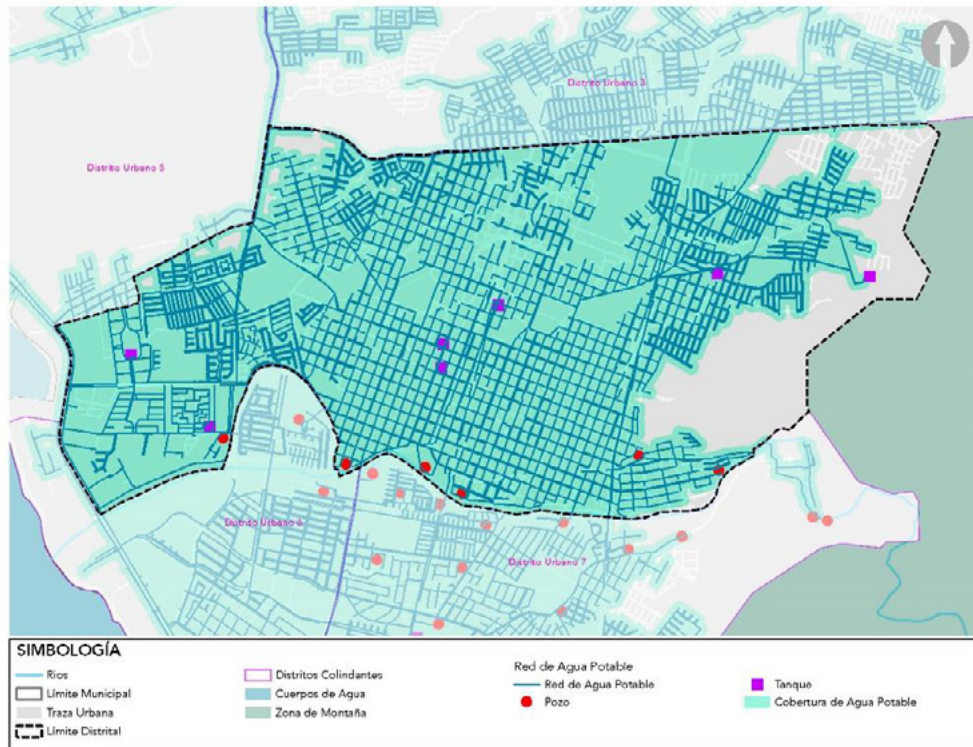 Distrito Urbano 3
Distrito Urbano 5
Distrito Urbano 6
Distrito Urbano 7
SIMBOLOGÍA
Ríos
Límite Municipal
Traza Urbana
Límite Distrital
Distritos Colindantes
Cuerpos de Agua
Zona de Montaña
Red de Agua Potable
Red de Agua Potable
Pozo
Tanque
Cobertura de Agua Potable